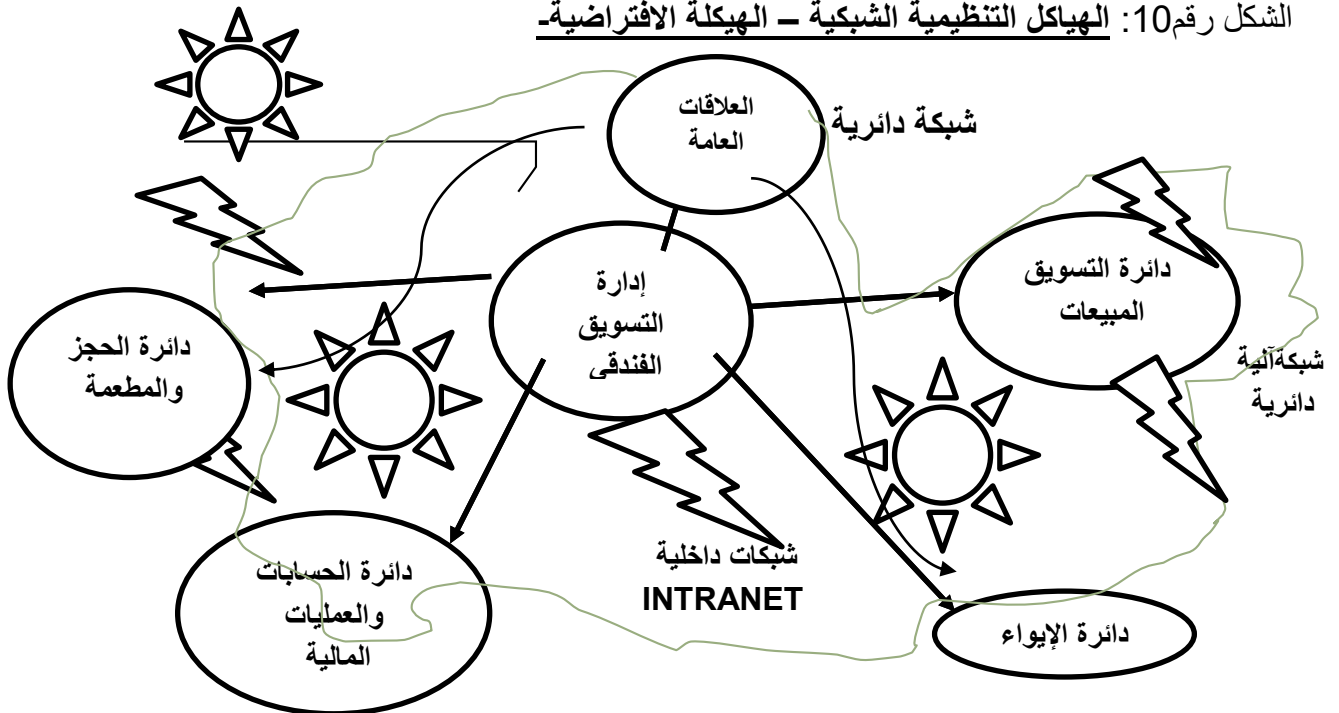 الشكل رقم10: الهياكل التنظيمية الشبكية – الهيكلة الافتراضية-
العلاقات
العامة
شبكة دائرية
إدارة
التسويق
الفندقي
دائرة التسويق
المبيعات
شبكةآلية
دائرية
دائرة الحجز
والمطعمة
شبكات داخلية
INTRANET
دائرة الحسابات
والعمليات
المالية
دائرة الإيواء